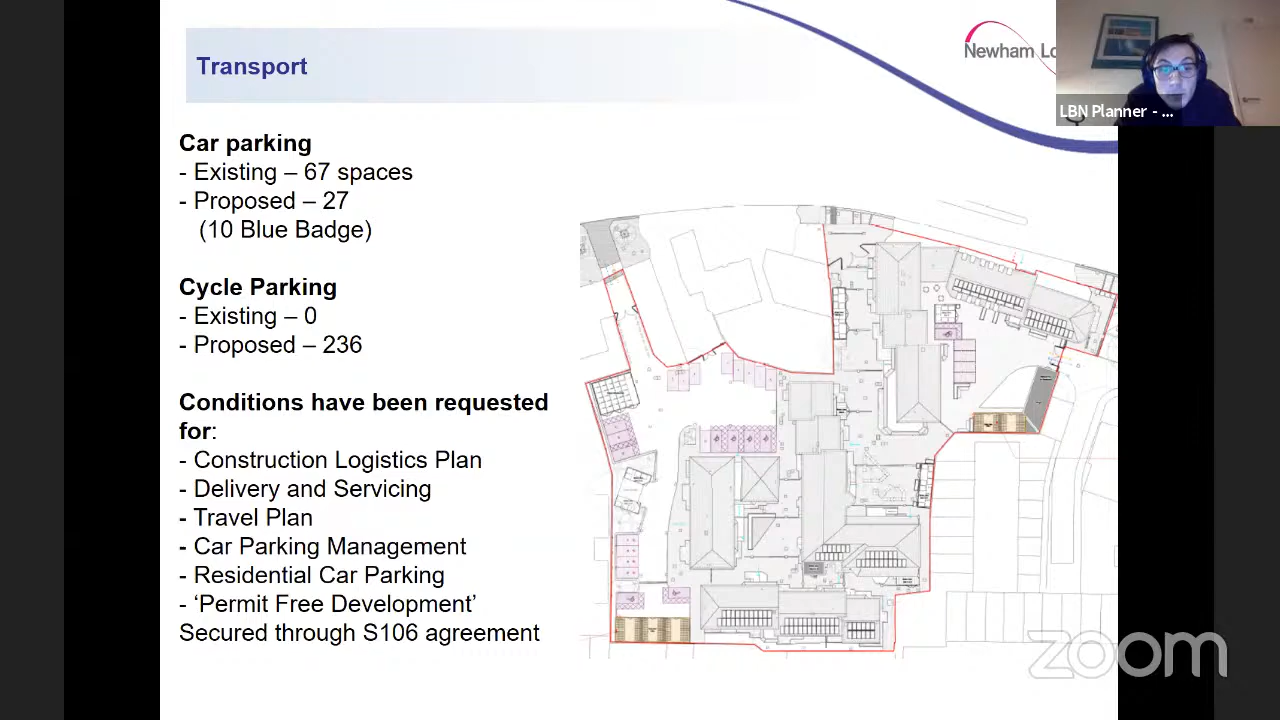 Transport
Newham Lo
LBN Planner - ...
Car parking
- Existing – 67 spaces
- Proposed – 27
(10 Blue Badge)
Cycle Parking
- Existing – 0
- Proposed – 236
Conditions have been requested
for:
- Construction Logistics Plan
- Delivery and Servicing
- Travel Plan
- Car Parking Management
- Residential Car Parking
- ‘Permit Free Development’
Secured through S106 agreement
zoom